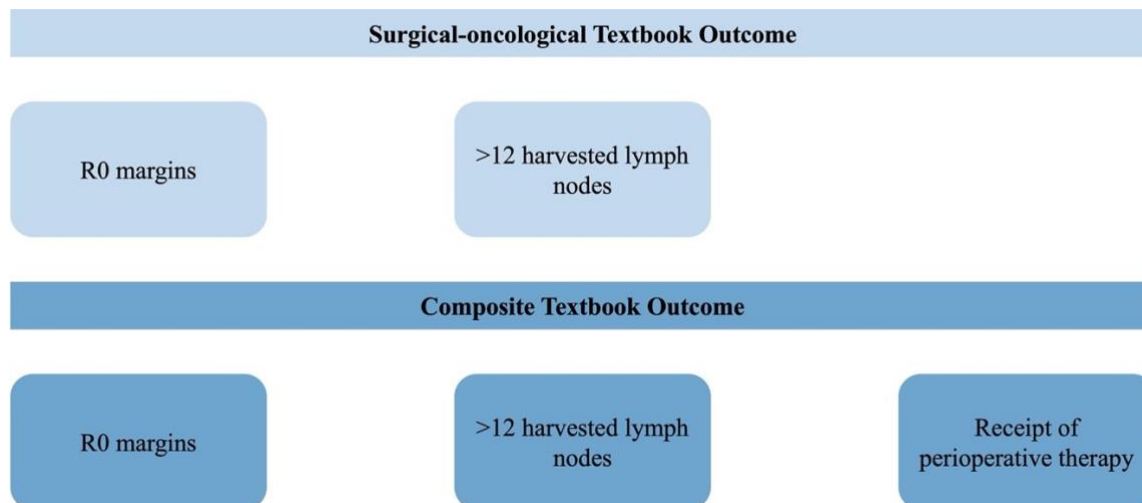 Surgical-oncological Textbook Outcome
R0 margins
>12 harvested lymph
nodes
Composite Textbook Outcome
R0 margins
>12 harvested lymph
nodes
Receipt of
perioperative therapy